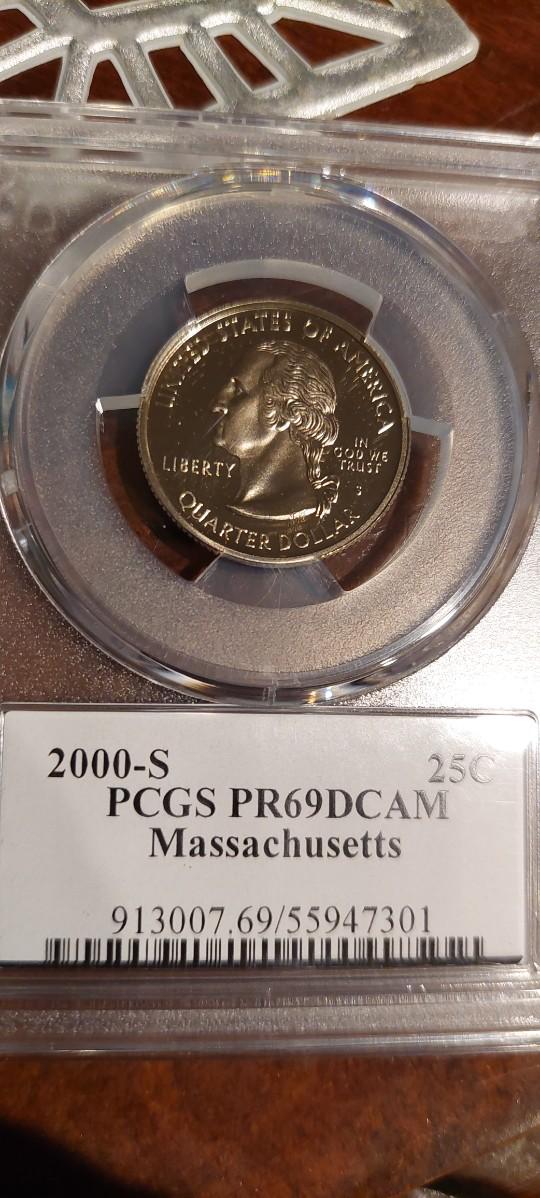 UNITED STATES OF AMERICA
LIBERTY
IN
GOD WE
TRUST
S
QUARTER DOLLAR
2000-S 25C
PCGS PR69DCAM
Massachusetts
913007.69/55947301